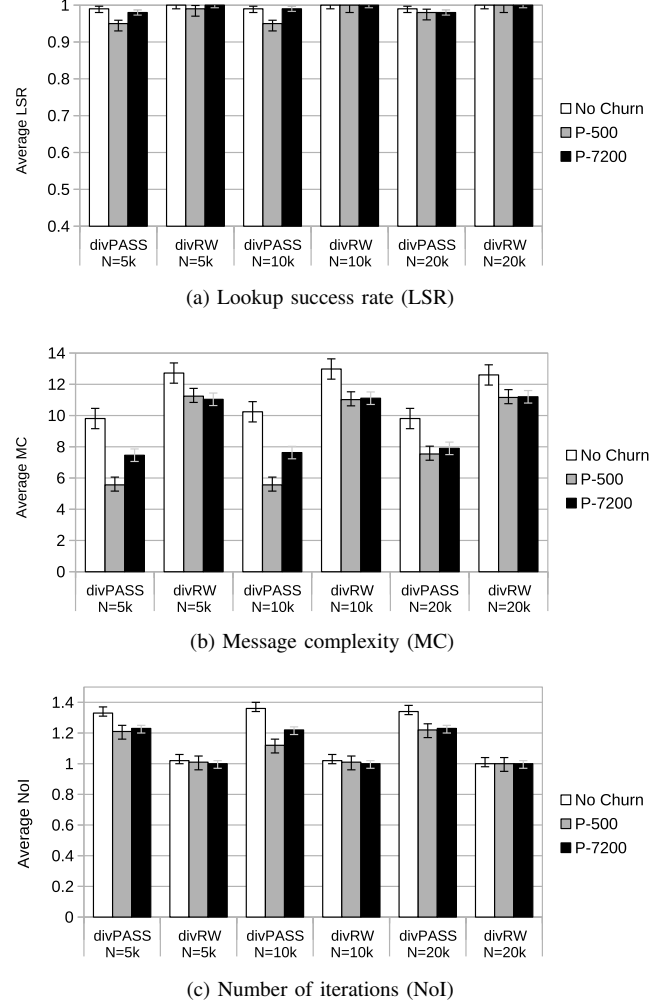 1
0.9
0.8
0.7
0.6
0.5
0.4
Average LSR
divPASS divRW divPASS divRW divPASS divRW
N=5k N=5k N=10k N=10k N=20k N=20k
No Churn
P-500
P-7200
(a) Lookup success rate (LSR)
14
12
10
8
6
4
2
0
Average MC
divPASS divRW divPASS divRW divPASS divRW
N=5k N=5k N=10k N=10k N=20k N=20k
No Churn
P-500
P-7200
(b) Message complexity (MC)
1.4
1.2
1
0.8
0.6
0.4
0.2
0
Average NoI
divPASS divRW divPASS divRW divPASS divRW
N=5k N=5k N=10k N=10k N=20k N=20k
No Churn
P-500
P-7200
(c) Number of iterations (NoI)